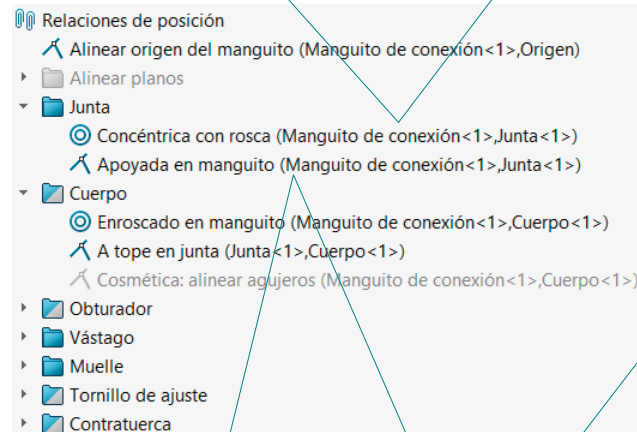 Relaciones de posición
Alinear origen del manguito (Manguito de conexión<1>,Origen)
Alinear planos
Junta
Concéntrica con rosca (Manguito de conexión<1>,Junta<1>)
Apoyada en manguito (Manguito de conexión<1>,Junta<1>)
Cuerpo
Enroscado en manguito (Manguito de conexión<1>,Cuerpo<1>)
A tope en junta (Junta<1>,Cuerpo<1>)
Cosmética: alinear agujeros (Manguito de conexión<1>,Cuerpo<1>)
Obturador
Vástago
Muelle
Tornillo de ajuste
Contratuerca